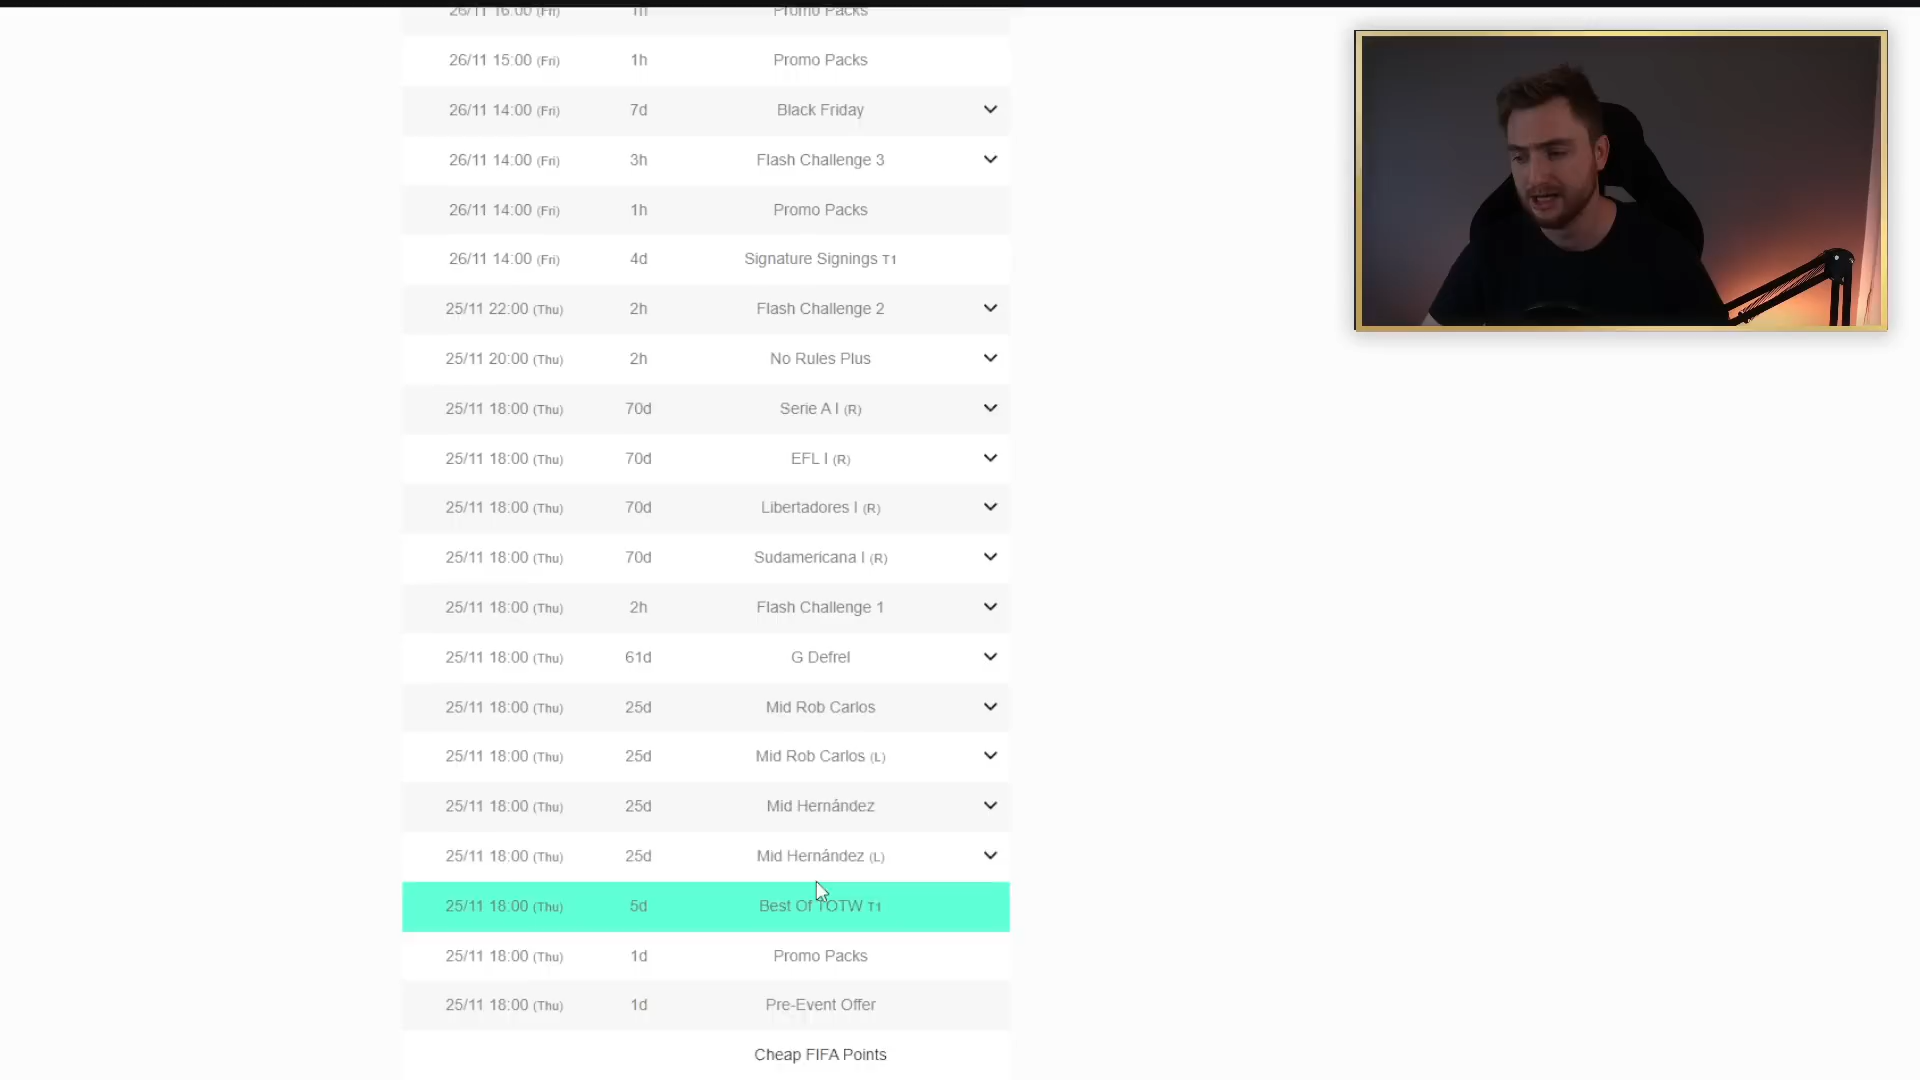 26/11 16:00 (Fri) 1h Promo Packs
26/11 15:00 (Fri) 1h Promo Packs
26/11 14:00 (Fri) 7d Black Friday
26/11 14:00 (Fri) 3h Flash Challenge 3
26/11 14:00 (Fri) 1h Promo Packs
26/11 14:00 (Fri) 4d Signature Signings T1
25/11 22:00 (Thu) 2h Flash Challenge 2
25/11 20:00 (Thu) 2h No Rules Plus
25/11 18:00 (Thu) 70d Serie A I (R)
25/11 18:00 (Thu) 70d EFL I (R)
25/11 18:00 (Thu) 70d Libertadores I (R)
25/11 18:00 (Thu) 70d Sudamericana I (R)
25/11 18:00 (Thu) 2h Flash Challenge 1
25/11 18:00 (Thu) 61d G Defrel
25/11 18:00 (Thu) 25d Mid Rob Carlos
25/11 18:00 (Thu) 25d Mid Rob Carlos (L)
25/11 18:00 (Thu) 25d Mid Hernández
25/11 18:00 (Thu) 25d Mid Hernández (L)
25/11 18:00 (Thu) 5d Best Of TOTW T1
25/11 18:00 (Thu) 1d Promo Packs
25/11 18:00 (Thu) 1d Pre-Event Offer
Cheap FIFA Points